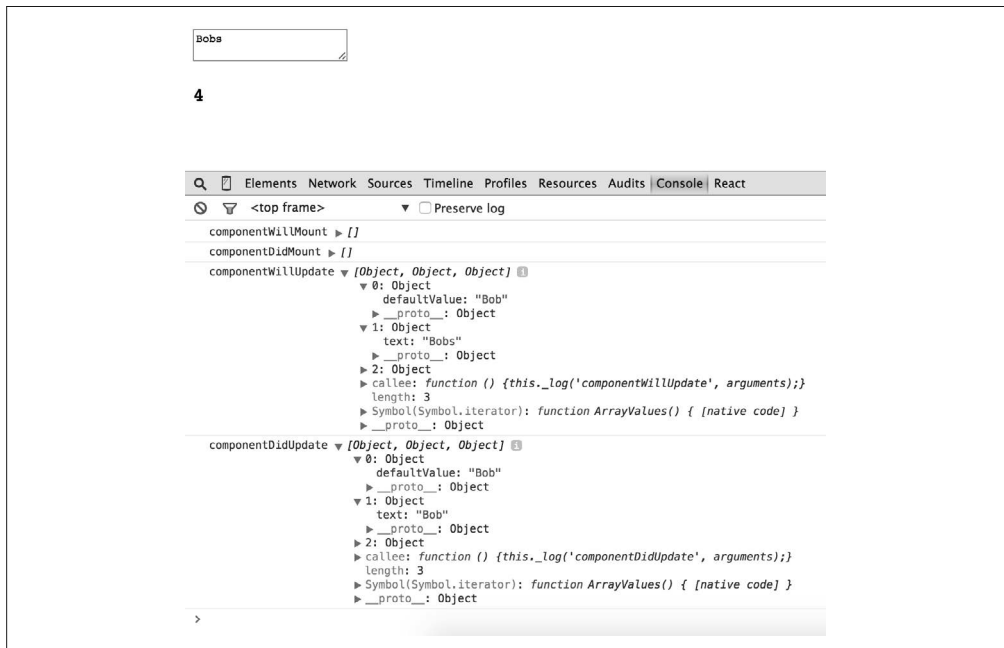 Bobs
4
Elements Network Sources Timeline Profiles Resources Audits Console React
<top frame> ▼ Preserve log
componentWillMount ▶ []
componentDidMount ▶ []
componentWillUpdate ▼ [Object, Object, Object] i
▼ 0: Object
defaultValue: "Bob"
▶ __proto__: Object
▼ 1: Object
text: "Bobs"
▶ __proto__: Object
▶ 2: Object
▶ callee: function () {this._log('componentWillUpdate', arguments);}
length: 3
▶ Symbol(Symbol.iterator): function ArrayValues() { [native code] }
▶ __proto__: Object
componentDidUpdate ▼ [Object, Object, Object] i
▼ 0: Object
defaultValue: "Bob"
▶ __proto__: Object
▼ 1: Object
text: "Bob"
▶ __proto__: Object
▶ 2: Object
▶ callee: function () {this._log('componentDidUpdate', arguments);}
length: 3
▶ Symbol(Symbol.iterator): function ArrayValues() { [native code] }
▶ __proto__: Object
>